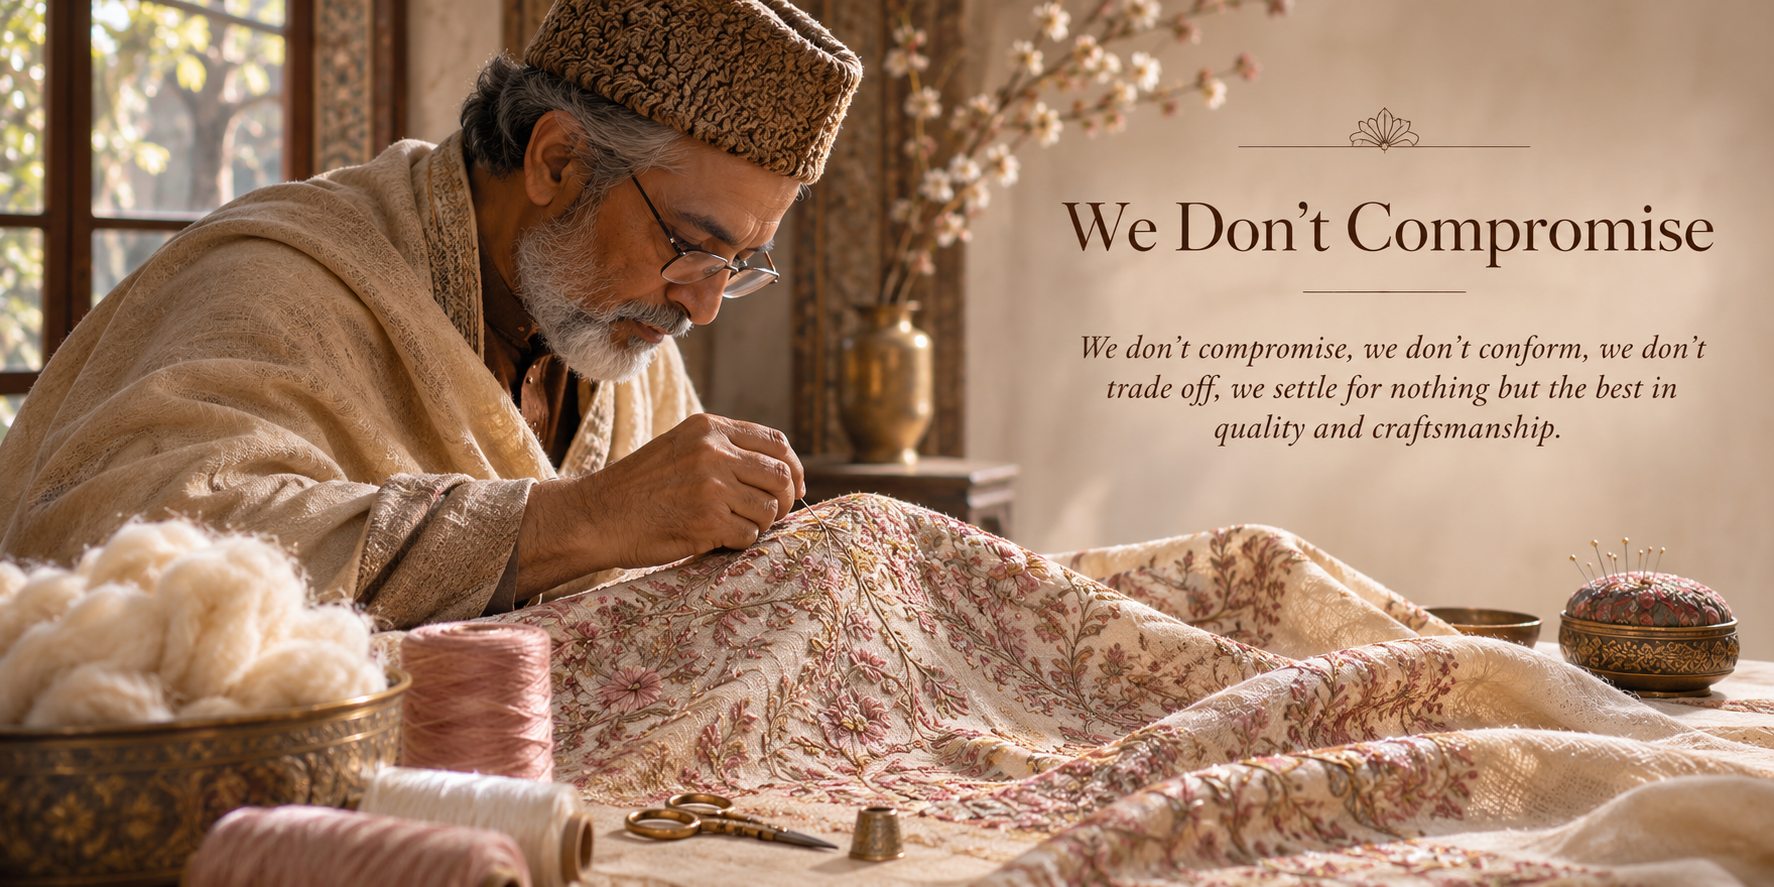 We Don’t Compromise
We don’t compromise, we don’t conform, we don’t
trade off, we settle for nothing but the best in
quality and craftsmanship.